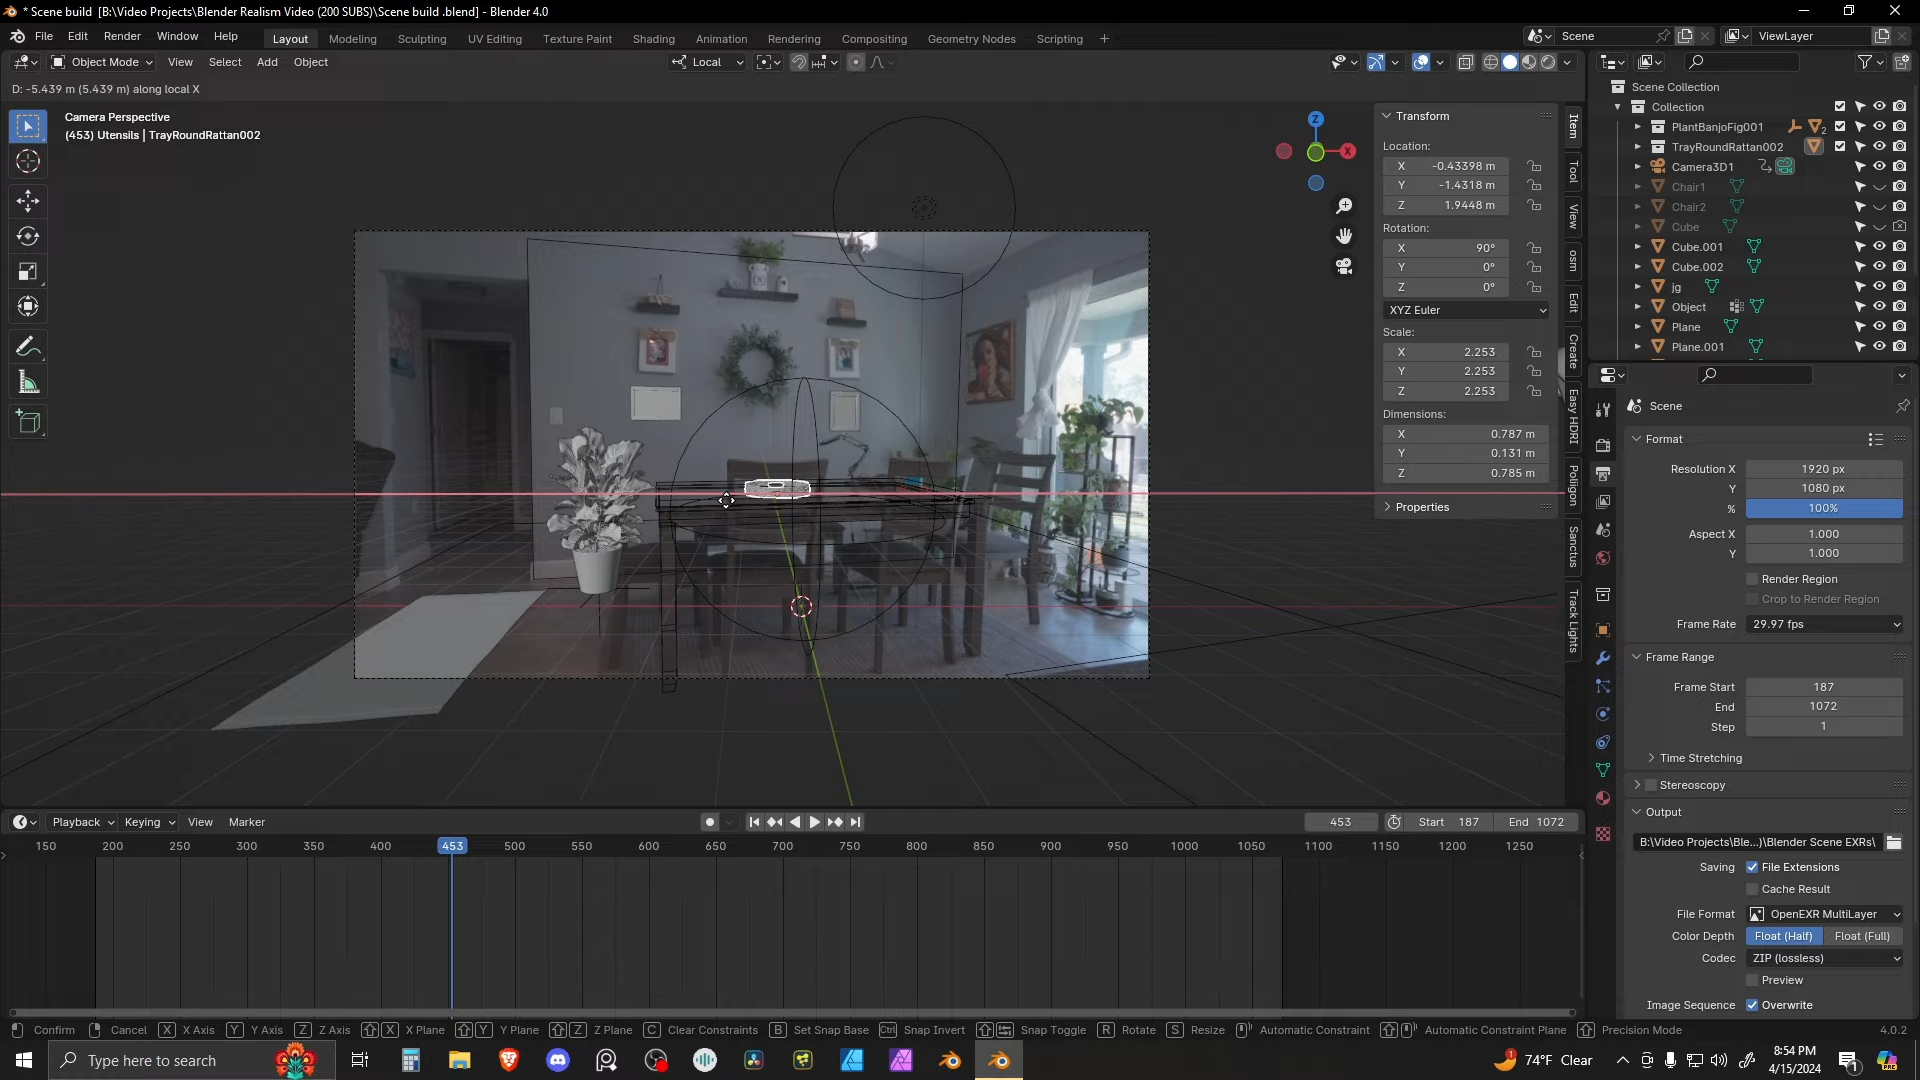 * Scene build  [B:\Video Projects\Blender Realism Video (200 SUBS)\Scene build .blend] - Blender 4.0
File Edit Render Window Help Layout Modeling Sculpting UV Editing Texture Paint Shading Animation Rendering Compositing Geometry Nodes Scripting + Scene ViewLayer
Object Mode View Select Add Object Local
D: -5.439 m (5.439 m) along local X
Camera Perspective
(453) Utensils | TrayRoundRattan002
Z
X
Transform
Location:
X -0.43398 m
Y -1.4318 m
Z 1.9448 m
Rotation:
X 90°
Y 0°
Z 0°
XYZ Euler
Scale:
X 2.253
Y 2.253
Z 2.253
Dimensions:
X 0.787 m
Y 0.131 m
Z 0.785 m
Properties
Item
Tool
View
osm
Edit
Create
Easy HDRI
Poliigon
Sanctus
Track Lights
Scene Collection
Collection
PlantBanjoFig001 2
TrayRoundRattan002
Camera3D1
Chair1
Chair2
Cube
Cube.001
Cube.002
jg
Object
Plane
Plane.001
Scene
Format
Resolution X 1920 px
Y 1080 px
% 100%
Aspect X 1.000
Y 1.000
Render Region
Crop to Render Region
Frame Rate 29.97 fps
Frame Range
Frame Start 187
End 1072
Step 1
Time Stretching
Stereoscopy
Output
B:\Video Projects\Ble...)\Blender Scene EXRs\
Saving File Extensions
Cache Result
File Format OpenEXR MultiLayer
Color Depth Float (Half) Float (Full)
Codec ZIP (lossless)
Preview
Image Sequence Overwrite
Playback Keying View Marker 453 Start 187 End 1072
150 200 250 300 350 400 453 500 550 600 650 700 750 800 850 900 950 1000 1050 1100 1150 1200 1250
Confirm Cancel X X Axis Y Y Axis Z Z Axis X X Plane Y Y Plane Z Z Plane C Clear Constraints B Set Snap Base Ctrl Snap Invert Snap Toggle R Rotate S Resize Automatic Constraint Automatic Constraint Plane Precision Mode 4.0.2
Type here to search 1 74°F Clear 8:54 PM 1
4/15/2024